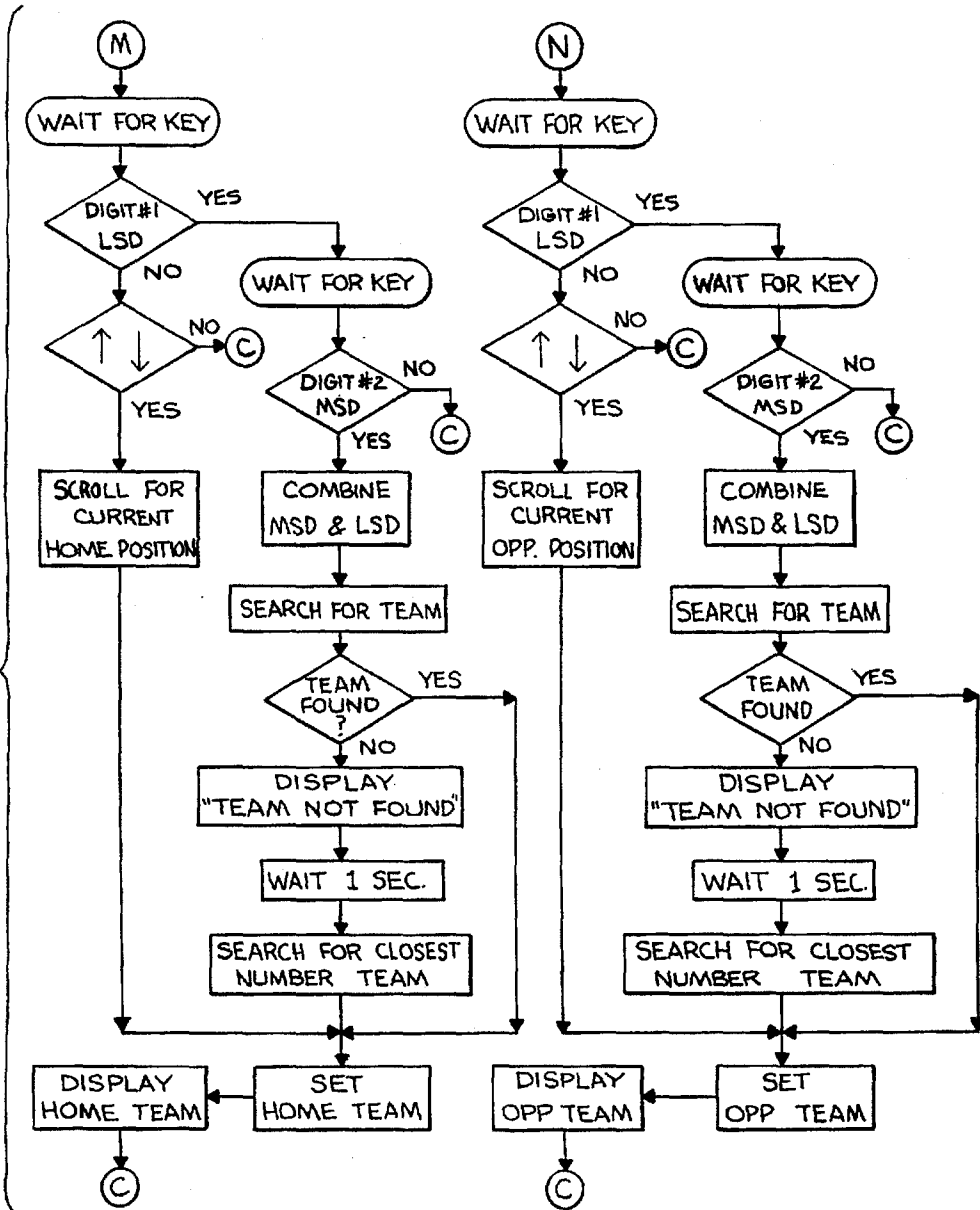 M
WAIT FOR KEY
DIGIT #1
LSD
YES
NO
WAIT FOR KEY
↑ ↓
NO
C
YES
DIGIT #2
MSD
NO
C
YES
SCROLL FOR
CURRENT
HOME POSITION
COMBINE
MSD & LSD
SEARCH FOR TEAM
TEAM
FOUND
?
YES
NO
DISPLAY
"TEAM NOT FOUND"
WAIT 1 SEC.
SEARCH FOR CLOSEST
NUMBER TEAM
SET
HOME TEAM
DISPLAY
HOME TEAM
C
N
WAIT FOR KEY
DIGIT #1
LSD
YES
NO
WAIT FOR KEY
↑ ↓
NO
C
YES
DIGIT #2
MSD
NO
C
YES
SCROLL FOR
CURRENT
OPP. POSITION
COMBINE
MSD & LSD
SEARCH FOR TEAM
TEAM
FOUND
YES
NO
DISPLAY
"TEAM NOT FOUND"
WAIT 1 SEC.
SEARCH FOR CLOSEST
NUMBER TEAM
SET
OPP TEAM
DISPLAY
OPP TEAM
C